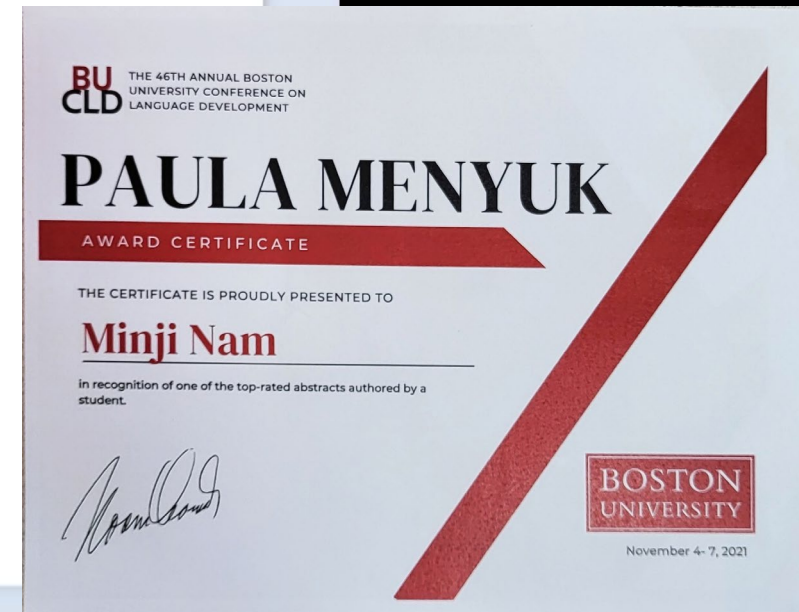 BU
CLD
THE 46TH ANNUAL BOSTON
UNIVERSITY CONFERENCE ON
LANGUAGE DEVELOPMENT
PAULA MENYUK
AWARD CERTIFICATE
THE CERTIFICATE IS PROUDLY PRESENTED TO
Minji Nam
in recognition of one of the top-rated abstracts authored by a
student.
BOSTON
UNIVERSITY
November 4- 7, 2021